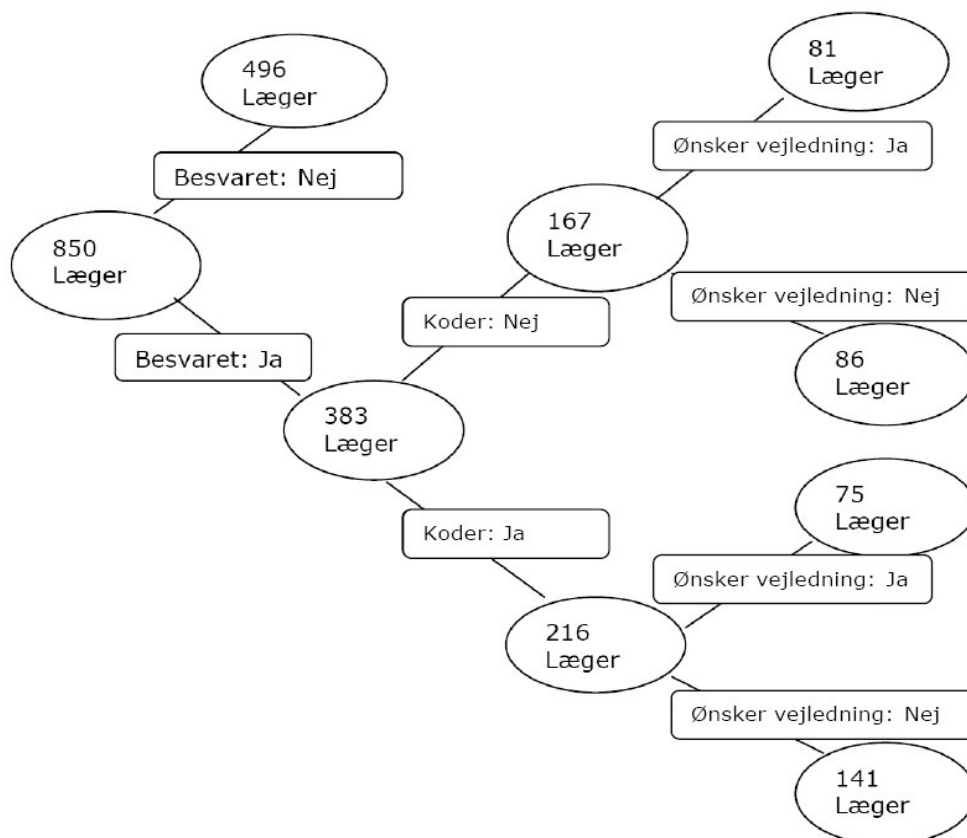 496
Læger
81
Læger
Ønsker vejledning: Ja
Besvaret: Nej
167
Læger
850
Læger
Ønsker vejledning: Nej
Koder: Nej
Besvaret: Ja
86
Læger
383
Læger
75
Læger
Koder: Ja
Ønsker vejledning: Ja
216
Læger
Ønsker vejledning: Nej
141
Læger